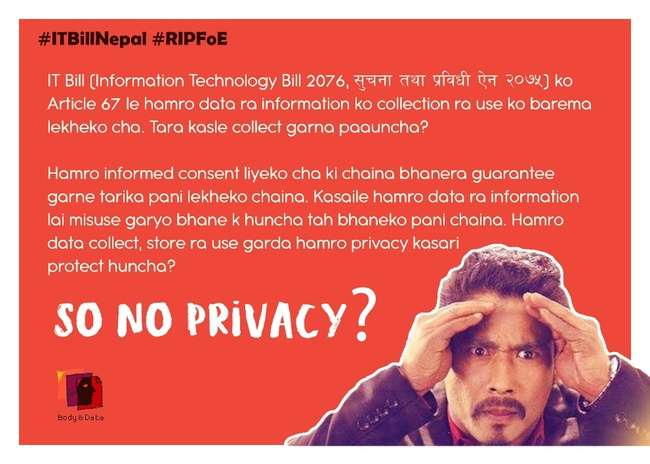 #ITBillNepal #RIPFoE
IT Bill (Information Technology Bill 2076, सुचना तथा प्रविधी ऐन २०७५) ko
Article 67 le hamro data ra information ko collection ra use ko barema
lekheko cha. Tara kasle collect garna paauncha?
Hamro informed consent liyeko cha ki chaina bhanera guarantee
garne tarika pani lekheko chaina. Kasaile hamro data ra information
lai misuse garyo bhane k huncha tah bhaneko pani chaina. Hamro
data collect, store ra use garda hamro privacy kasari
protect huncha?
SO NO PRiVACY?
Body & Data